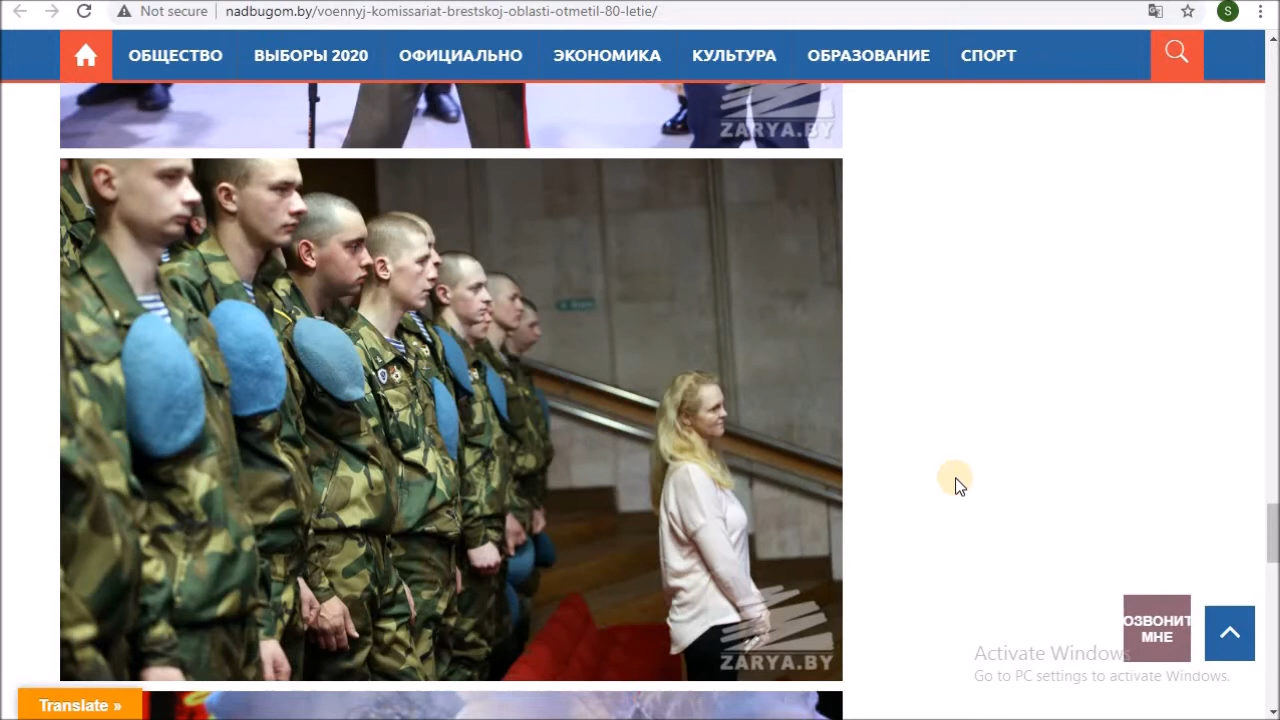 Not secure
nadbugom.by/voennyj-komissariat-brestskoj-oblasti-otmetil-80-letie/
S
ОБЩЕСТВО
ВЫБОРЫ 2020
ОФИЦИАЛЬНО
ЭКОНОМИКА
КУЛЬТУРА
ОБРАЗОВАНИЕ
СПОРТ
ZARYA.BY
ZARYA.BY
ОЗВОНИТ
МНЕ
Activate Windows
Go to PC settings to activate Windows.
Translate »